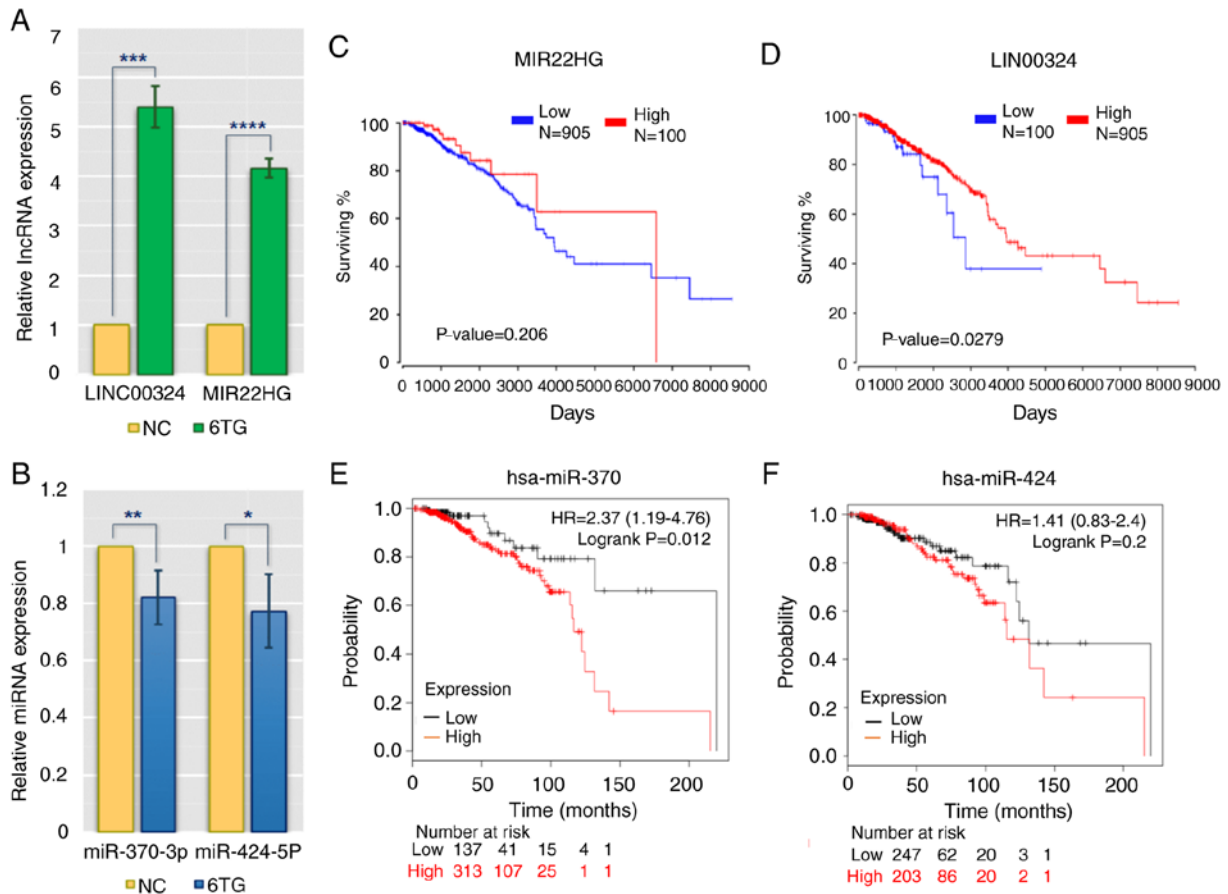 A
7
6
5
4
3
2
1
0
Relative lncRNA expression
***
****
LINC00324
MIR22HG
NC
6TG
B
1.2
1
0.8
0.6
0.4
0.2
0
Relative miRNA expression
**
*
miR-370-3p
miR-424-5P
NC
6TG
C
MIR22HG
Low
N=905
High
N=100
100
80
60
40
20
0
Surviving %
P-value=0.206
0 1000 2000 3000 4000 5000 6000 7000 8000 9000
Days
D
LIN00324
Low
N=100
High
N=905
100
80
60
40
20
0
Surviving %
P-value=0.0279
0 1000 2000 3000 4000 5000 6000 7000 8000 9000
Days
E
hsa-miR-370
HR=2.37 (1.19-4.76)
Logrank P=0.012
1.0
0.8
0.6
0.4
0.2
0.0
Probability
Expression
Low
High
0 50 100 150 200
Time (months)
Number at risk
Low 137 41 15 4 1
High 313 107 25 1 1
F
hsa-miR-424
HR=1.41 (0.83-2.4)
Logrank P=0.2
1.0
0.8
0.6
0.4
0.2
0.0
Probability
Expression
Low
High
0 50 100 150 200
Time (months)
Number at risk
Low 247 62 20 3 1
High 203 86 20 2 1